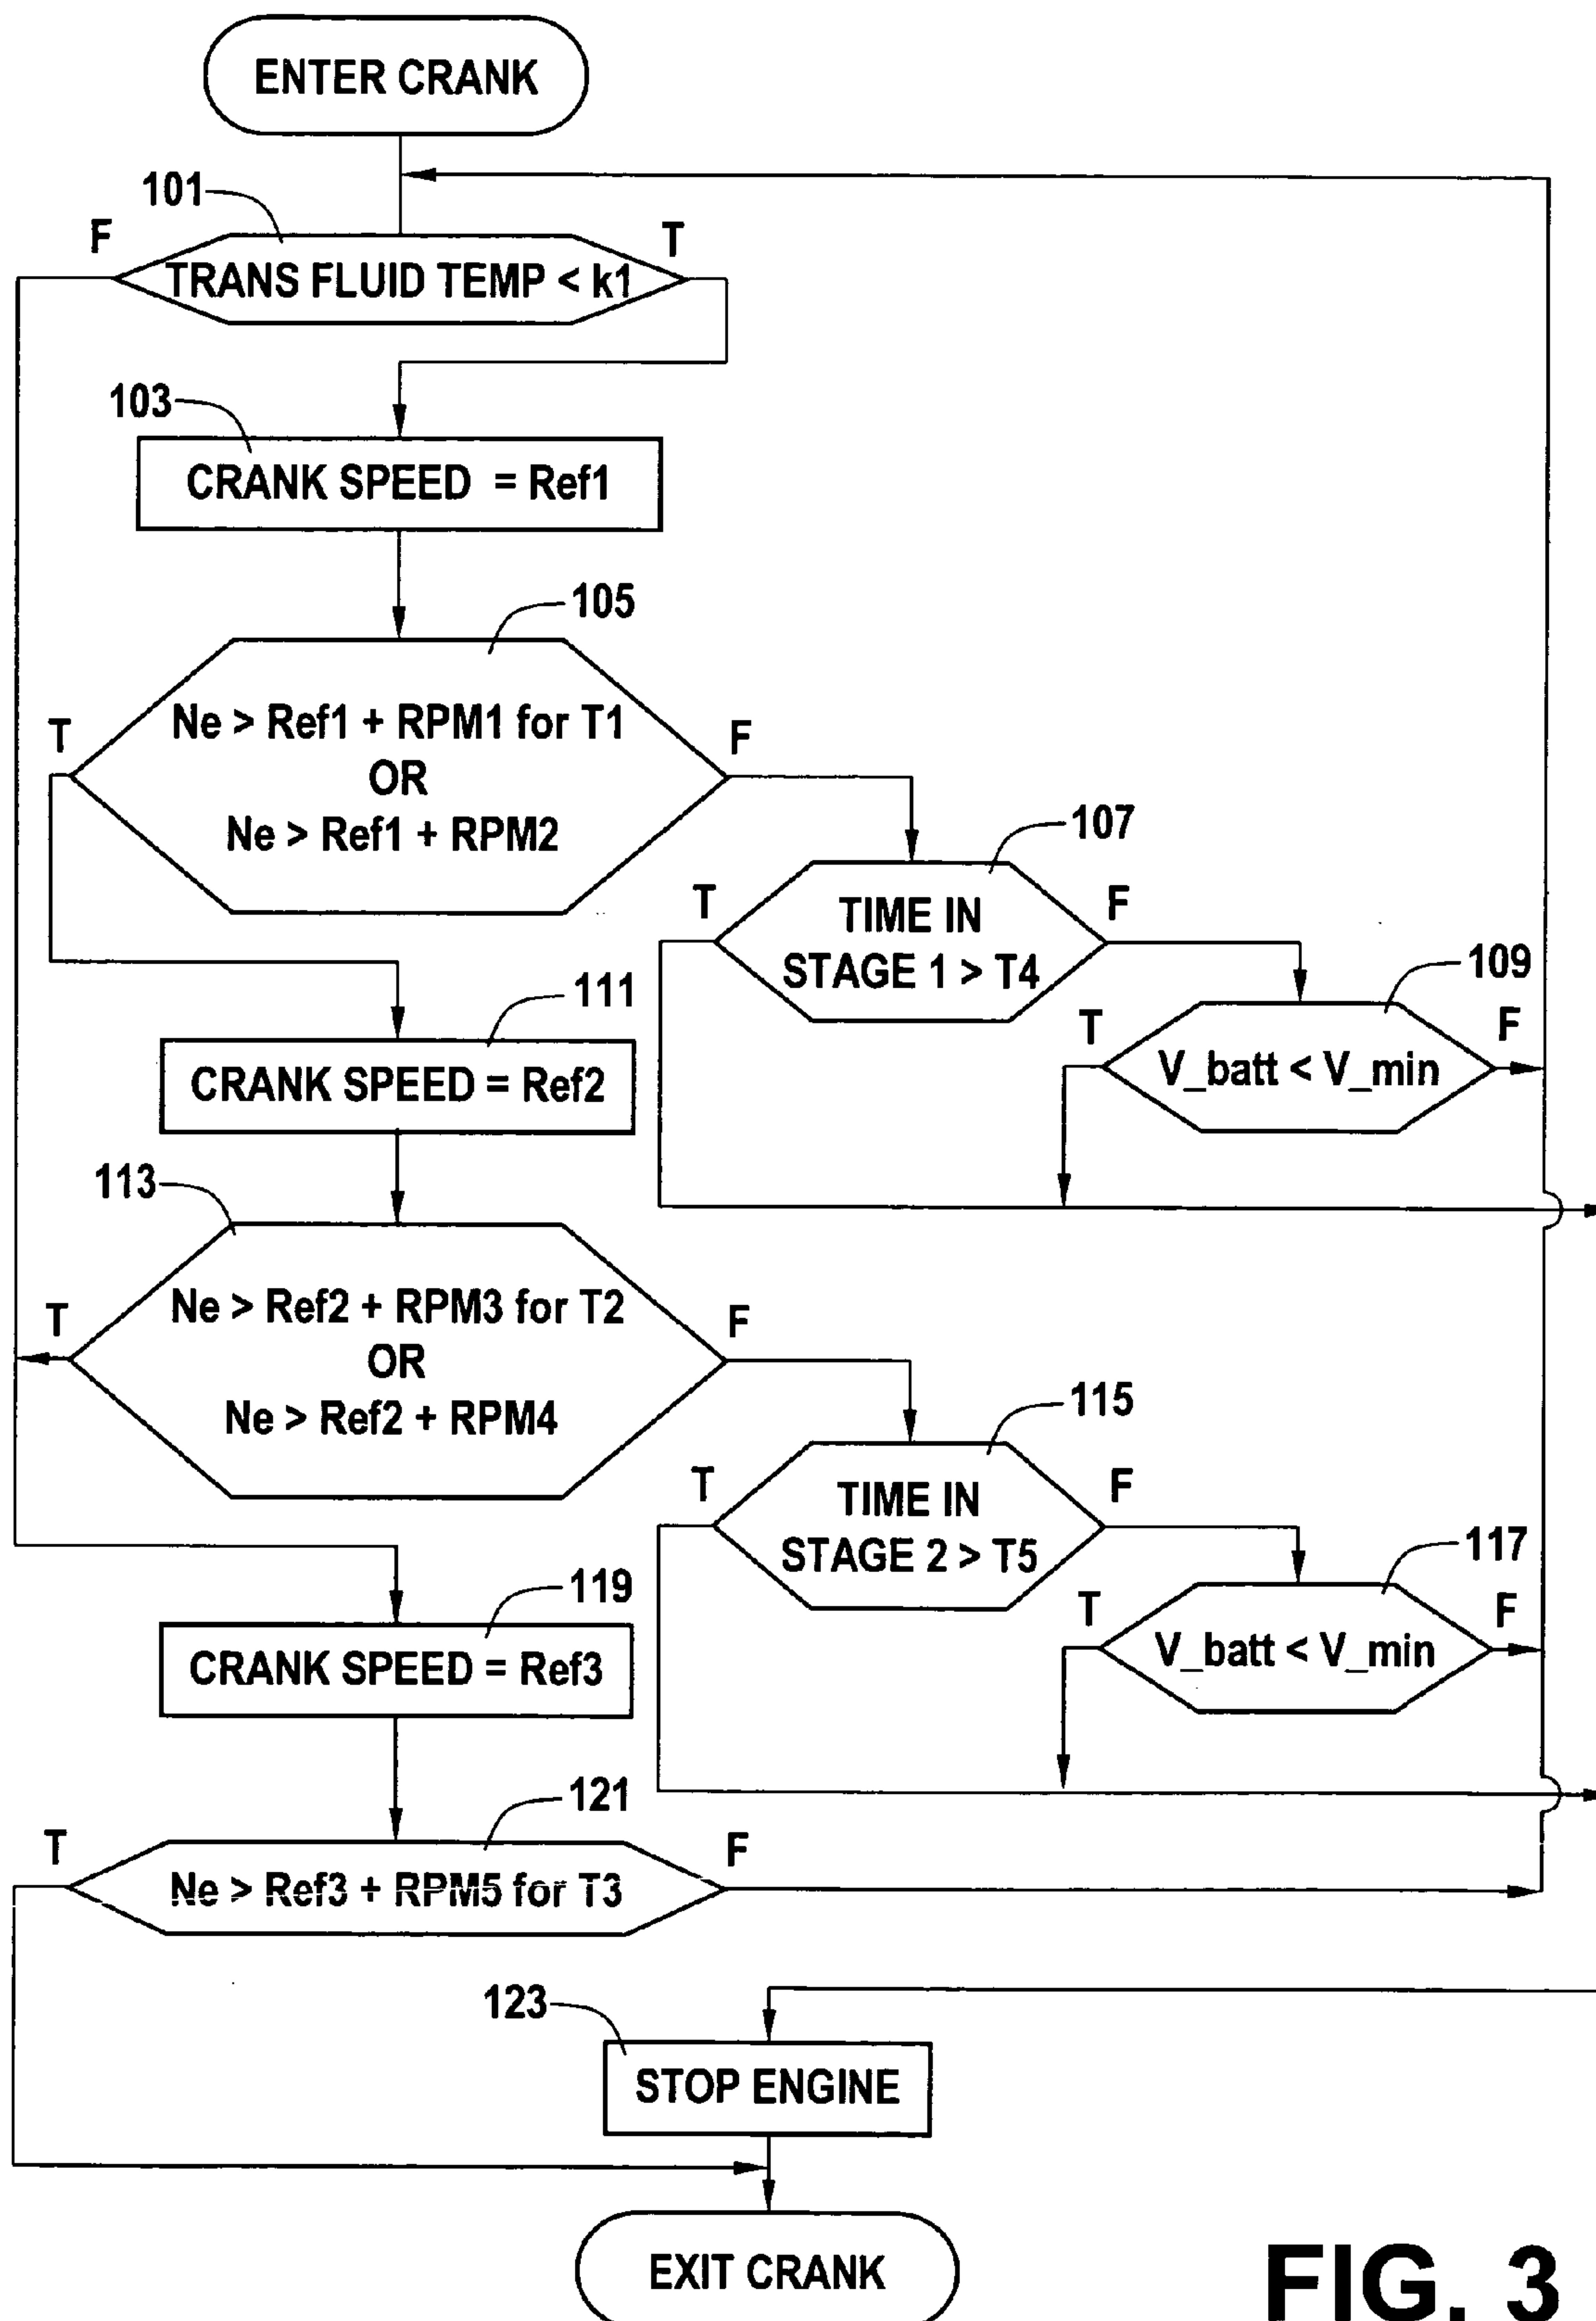 ENTER CRANK
101
F
T
TRANS FLUID TEMP < k1
103
CRANK SPEED = Ref1
105
T
Ne > Ref1 + RPM1 for T1
OR
Ne > Ref1 + RPM2
F
107
T
TIME IN
STAGE 1 > T4
F
109
T
V_batt < V_min
F
111
CRANK SPEED = Ref2
113
T
Ne > Ref2 + RPM3 for T2
OR
Ne > Ref2 + RPM4
F
115
T
TIME IN
STAGE 2 > T5
F
117
T
V_batt < V_min
F
119
CRANK SPEED = Ref3
121
T
Ne > Ref3 + RPM5 for T3
F
123
STOP ENGINE
EXIT CRANK
FIG. 3